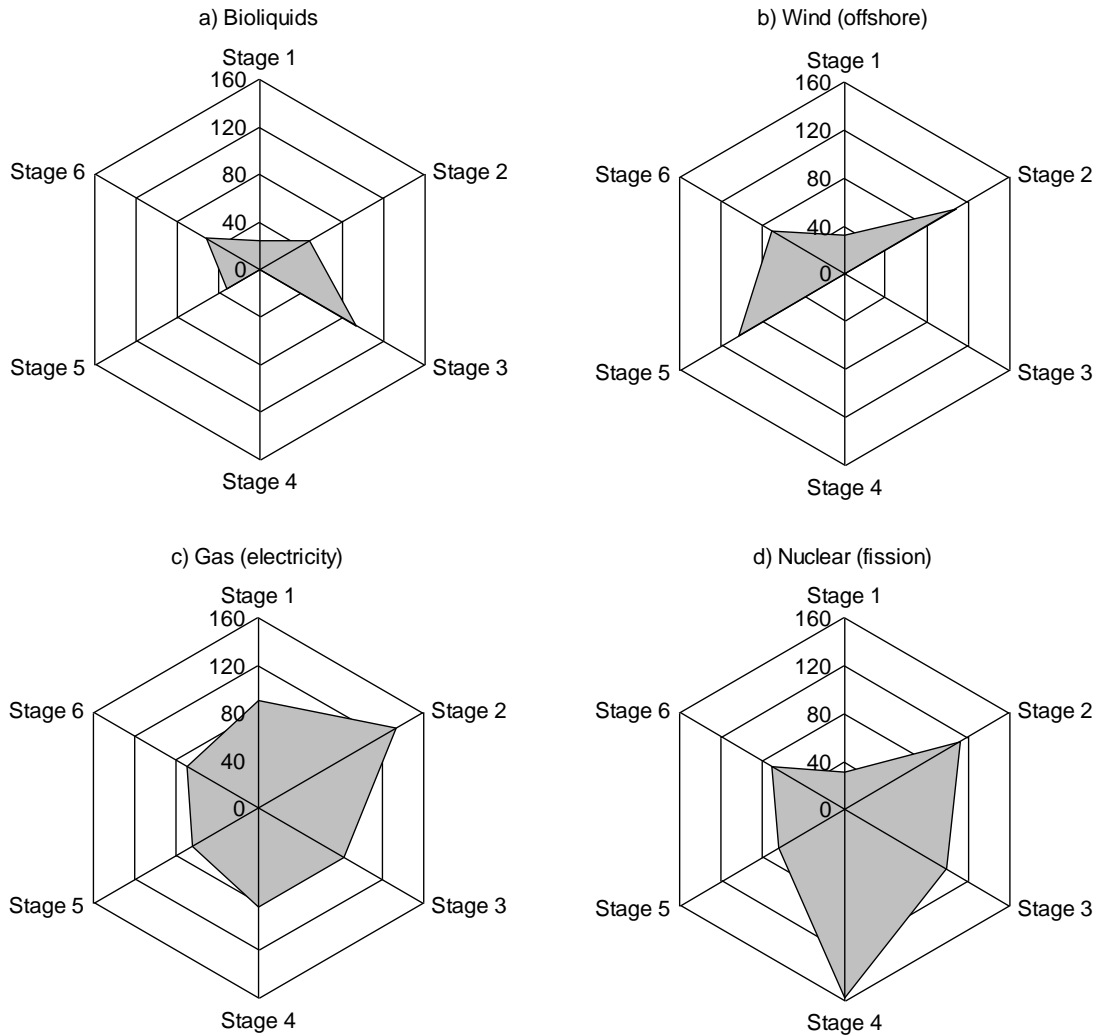 a) Bioliquids
Stage 1
160
120
80
40
0
Stage 2
Stage 3
Stage 4
Stage 5
Stage 6
b) Wind (offshore)
Stage 1
160
120
80
40
0
Stage 2
Stage 3
Stage 4
Stage 5
Stage 6
c) Gas (electricity)
Stage 1
160
120
80
40
0
Stage 2
Stage 3
Stage 4
Stage 5
Stage 6
d) Nuclear (fission)
Stage 1
160
120
80
40
0
Stage 2
Stage 3
Stage 4
Stage 5
Stage 6